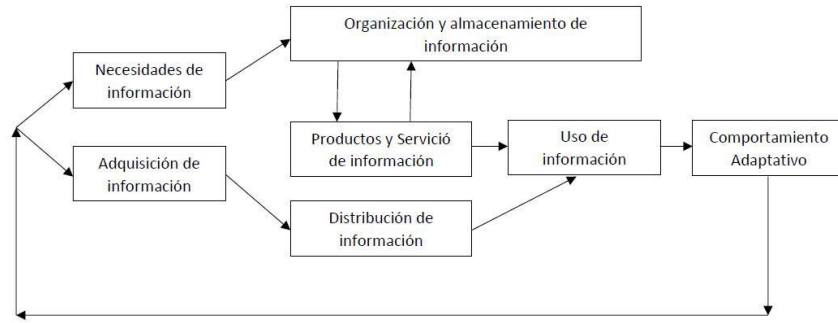 Organización y almacenamiento de
información
Necesidades de
información
Productos y Servició
de información
Uso de
información
Comportamiento
Adaptativo
Adquisición de
información
Distribución de
información